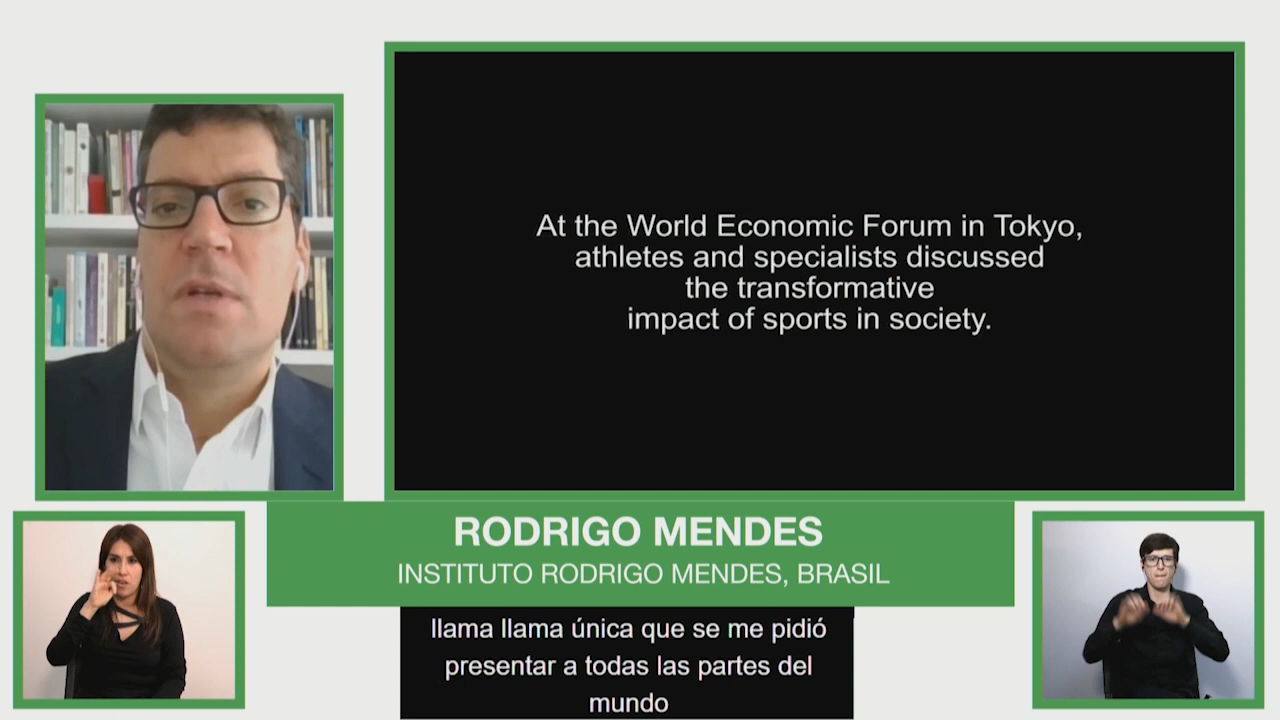 At the World Economic Forum in Tokyo,
athletes and specialists discussed
the transformative
impact of sports in society.
RODRIGO MENDES
INSTITUTO RODRIGO MENDES, BRASIL
llama llama única que se me pidió
presentar a todas las partes del
mundo